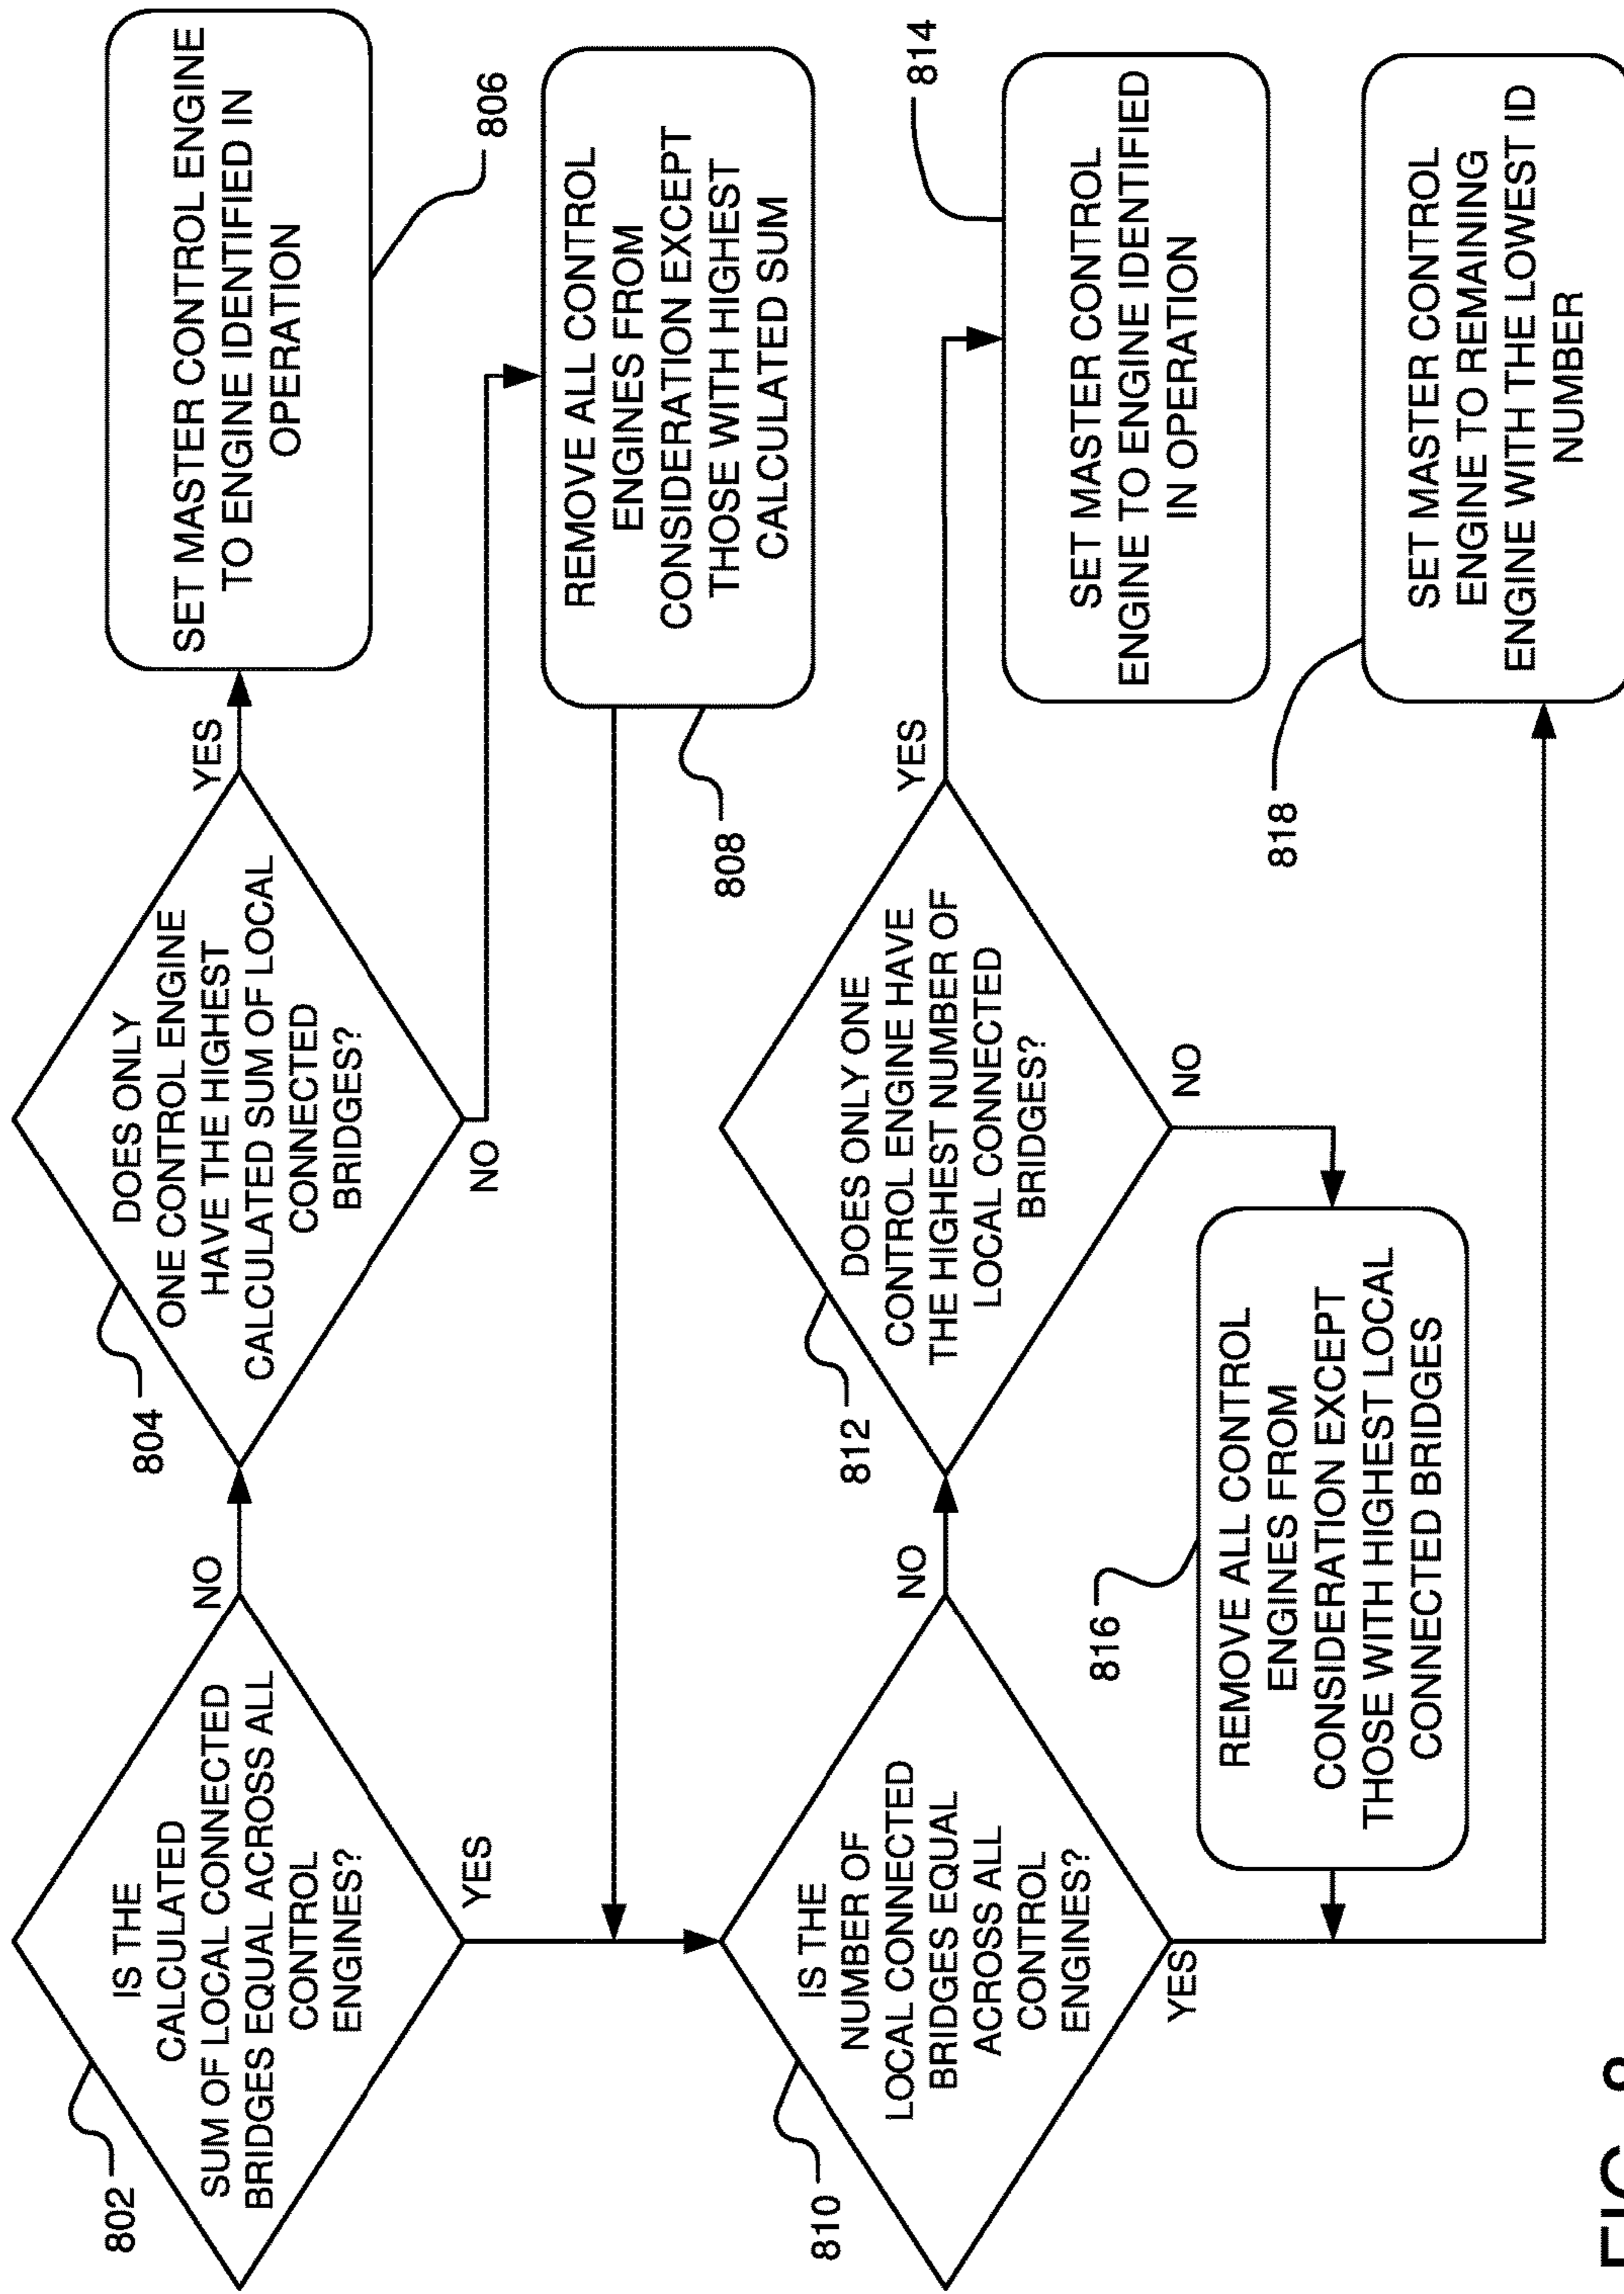 802
IS THE
CALCULATED
SUM OF LOCAL CONNECTED
BRIDGES EQUAL ACROSS ALL
CONTROL
ENGINES?
NO
YES
804
DOES ONLY
ONE CONTROL ENGINE
HAVE THE HIGHEST
CALCULATED SUM OF LOCAL
CONNECTED
BRIDGES?
YES
NO
SET MASTER CONTROL ENGINE
TO ENGINE IDENTIFIED IN
OPERATION
806
REMOVE ALL CONTROL
ENGINES FROM
CONSIDERATION EXCEPT
THOSE WITH HIGHEST
CALCULATED SUM
808
810
IS THE
NUMBER OF
LOCAL CONNECTED
BRIDGES EQUAL
ACROSS ALL
CONTROL
ENGINES?
NO
YES
812
DOES ONLY ONE
CONTROL ENGINE HAVE
THE HIGHEST NUMBER OF
LOCAL CONNECTED
BRIDGES?
YES
NO
814
SET MASTER CONTROL
ENGINE TO ENGINE IDENTIFIED
IN OPERATION
816
REMOVE ALL CONTROL
ENGINES FROM
CONSIDERATION EXCEPT
THOSE WITH HIGHEST LOCAL
CONNECTED BRIDGES
818
SET MASTER CONTROL
ENGINE TO REMAINING
ENGINE WITH THE LOWEST ID
NUMBER
FIG. 8